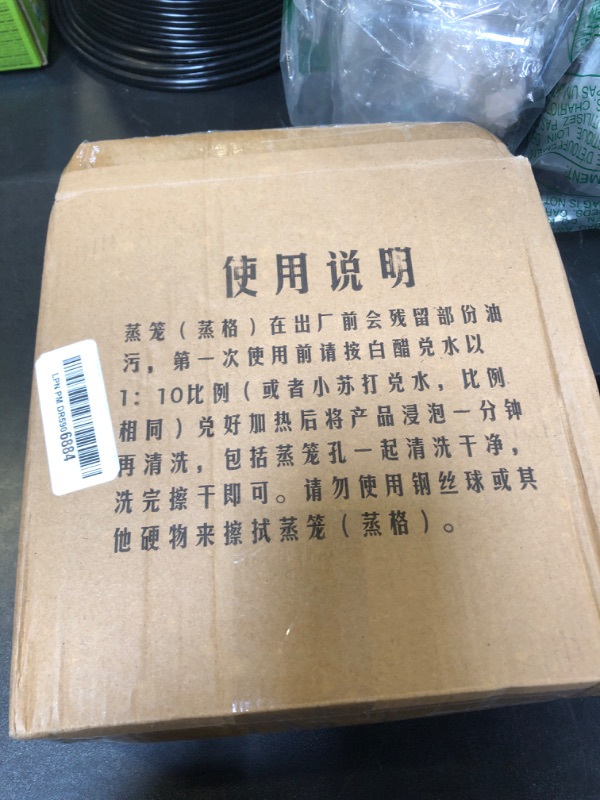 使用说明
蒸笼（蒸格）在出厂前会残留部份油
污，第一次使用前请按白醋兑水以
1：10比例（或者小苏打兑水，比例
相同）兑好加热后将产品浸泡一分钟
再清洗，包括蒸笼孔一起清洗干净，
洗完擦干即可。请勿使用钢丝球或其
他硬物来擦拭蒸笼（蒸格）。